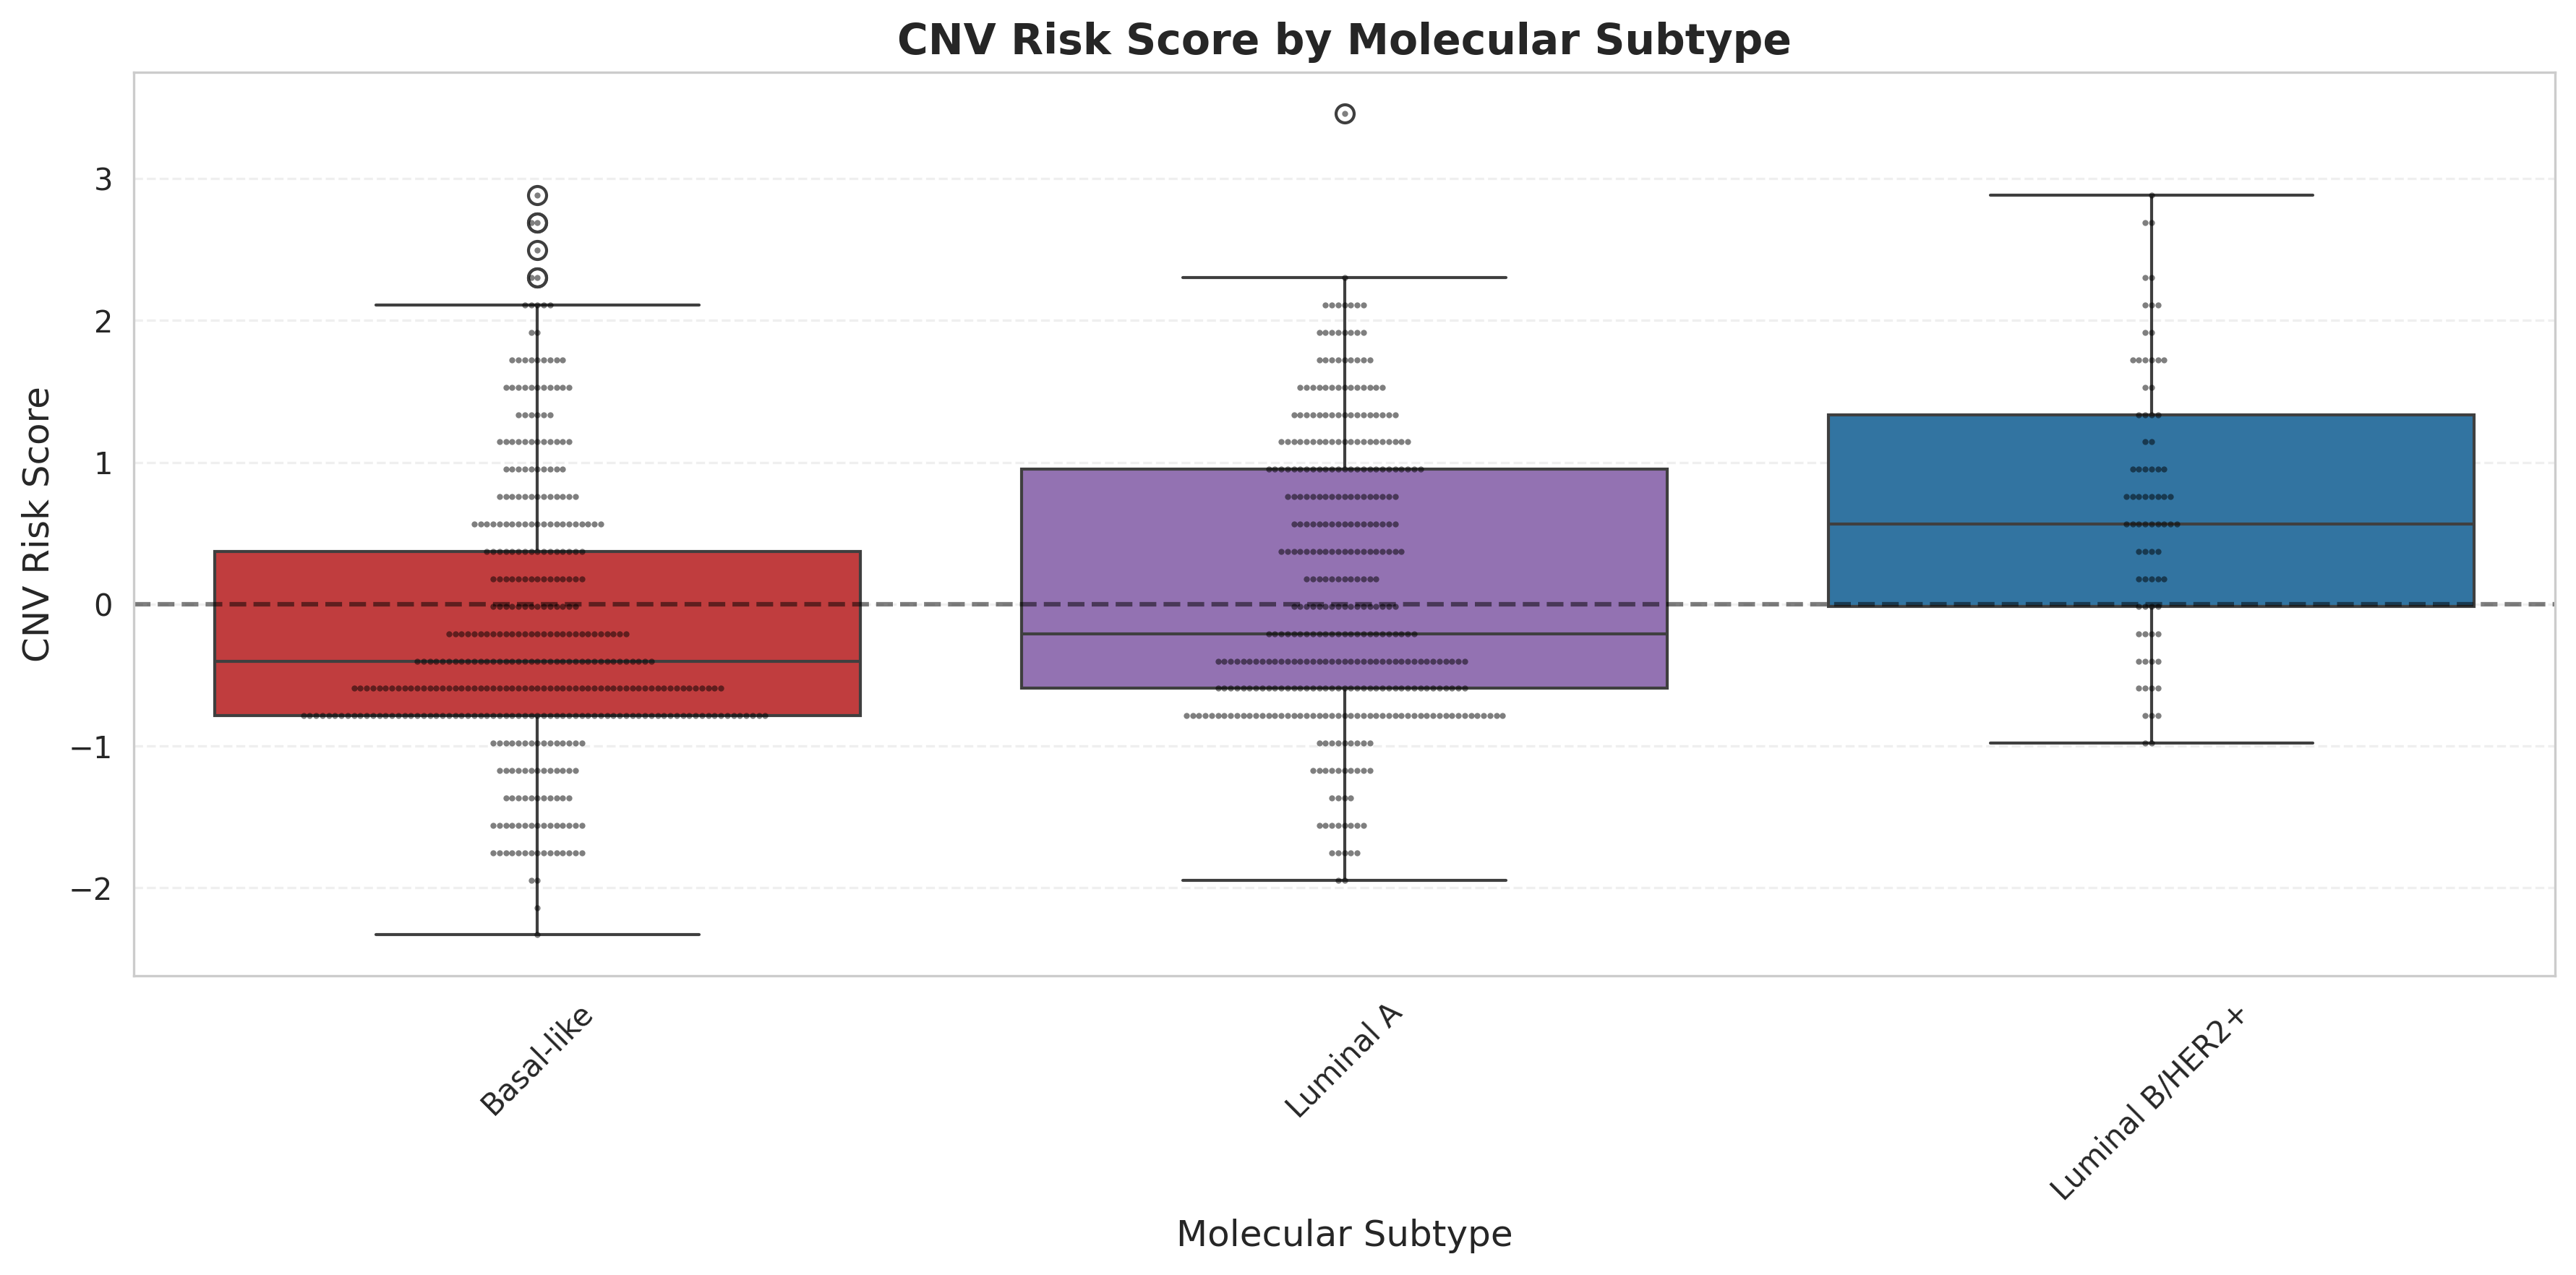 CNV Risk Score by Molecular Subtype
CNV Risk Score
3
2
1
0
−1
−2
Basal-like
Luminal A
Luminal B/HER2+
Molecular Subtype